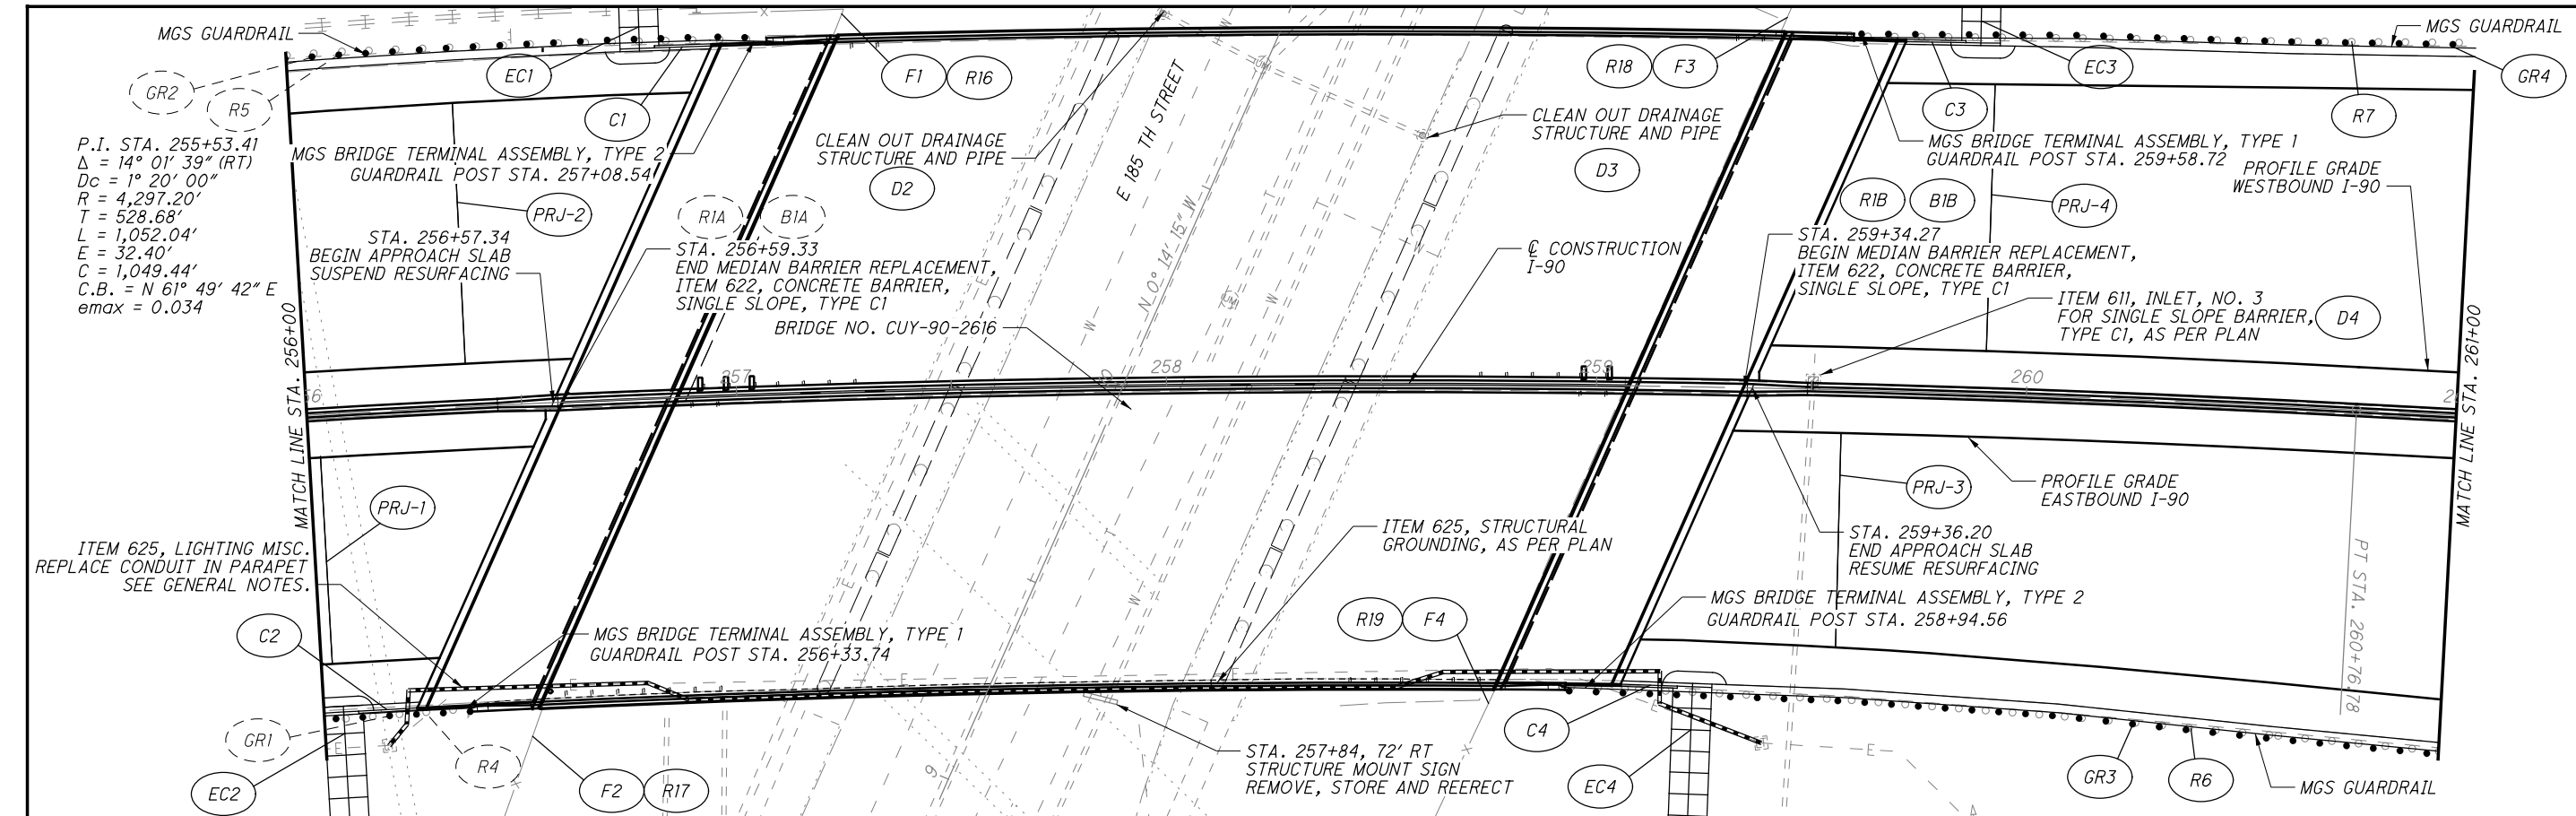 MGS GUARDRAIL
GR2
R5
EC1
C1
F1
R16
E 185 TH STREET
R18
F3
EC3
C3
R7
MGS GUARDRAIL
GR4
P.I. STA. 255+53.41
Δ = 14° 01' 39" (RT)
Dc = 1° 20' 00"
R = 4,297.20'
T = 528.68'
L = 1,052.04'
E = 32.40'
C = 1,049.44'
C.B. = N 61° 49' 42" E
emax = 0.034
MGS BRIDGE TERMINAL ASSEMBLY, TYPE 2
GUARDRAIL POST STA. 257+08.54
PRJ-2
CLEAN OUT DRAINAGE
STRUCTURE AND PIPE
D2
CLEAN OUT DRAINAGE
STRUCTURE AND PIPE
D3
MGS BRIDGE TERMINAL ASSEMBLY, TYPE 1
GUARDRAIL POST STA. 259+58.72
PROFILE GRADE
WESTBOUND I-90
R1A
B1A
R1B
B1B
PRJ-4
STA. 256+57.34
BEGIN APPROACH SLAB
SUSPEND RESURFACING
STA. 256+59.33
END MEDIAN BARRIER REPLACEMENT,
ITEM 622, CONCRETE BARRIER,
SINGLE SLOPE, TYPE C1
BRIDGE NO. CUY-90-2616
N 0° 14' 15" W
℄ CONSTRUCTION
I-90
STA. 259+34.27
BEGIN MEDIAN BARRIER REPLACEMENT,
ITEM 622, CONCRETE BARRIER,
SINGLE SLOPE, TYPE C1
ITEM 611, INLET, NO. 3
FOR SINGLE SLOPE BARRIER,
TYPE C1, AS PER PLAN
D4
MATCH LINE STA. 256+00
MATCH LINE STA. 261+00
257
258
259
260
PRJ-1
ITEM 625, LIGHTING MISC.
REPLACE CONDUIT IN PARAPET
SEE GENERAL NOTES.
ITEM 625, STRUCTURAL
GROUNDING, AS PER PLAN
PRJ-3
PROFILE GRADE
EASTBOUND I-90
STA. 259+36.20
END APPROACH SLAB
RESUME RESURFACING
PT STA. 260+76.78
C2
MGS BRIDGE TERMINAL ASSEMBLY, TYPE 1
GUARDRAIL POST STA. 256+33.74
R19
F4
MGS BRIDGE TERMINAL ASSEMBLY, TYPE 2
GUARDRAIL POST STA. 258+94.56
GR1
EC2
R4
F2
R17
STA. 257+84, 72' RT
STRUCTURE MOUNT SIGN
REMOVE, STORE AND REERECT
C4
EC4
GR3
R6
MGS GUARDRAIL